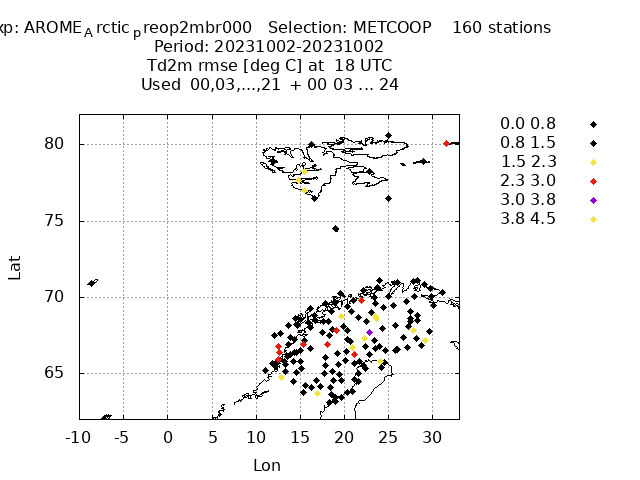 xp: AROME_Arctic_preop2mbr000 Selection: METCOOP 160 stations
Period: 20231002-20231002
Td2m rmse [deg C] at 18 UTC
Used 00,03,...,21 + 00 03 ... 24
0.0 0.8
0.8 1.5
1.5 2.3
2.3 3.0
3.0 3.8
3.8 4.5
80
75
70
65
Lat
-10 -5 0 5 10 15 20 25 30
Lon